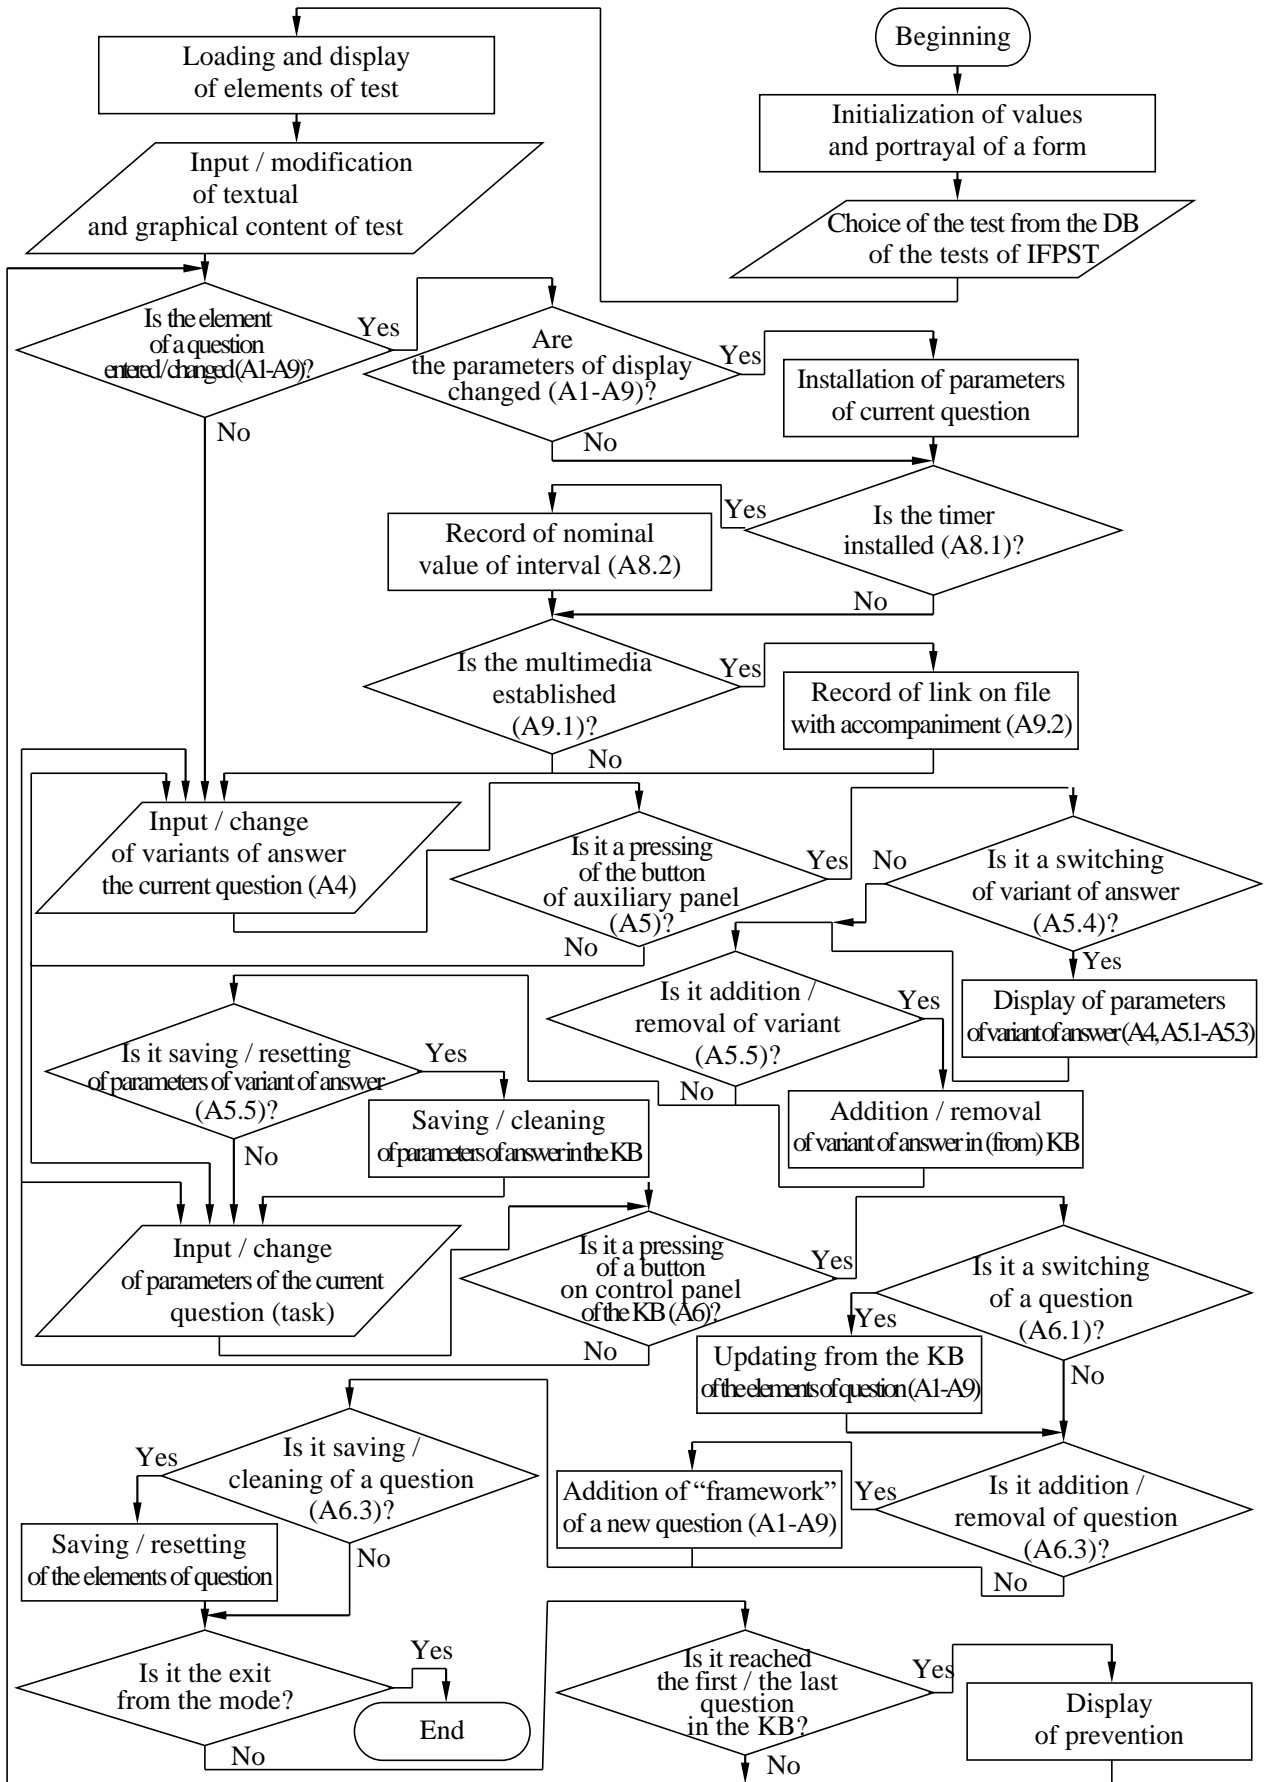 Beginning
Initialization of values
and portrayal of a form
Choice of the test from the DB
of the tests of IFPST
Loading and display
of elements of test
Input / modification
of textual
and graphical content of test
Is the element
of a question
entered/changed (A1-A9)?
Yes
No
Are
the parameters of display
changed (A1-A9)?
Yes
No
Installation of parameters
of current question
Is the timer
installed (A8.1)?
Yes
No
Record of nominal
value of interval (A8.2)
Is the multimedia
established
(A9.1)?
Yes
No
Record of link on file
with accompaniment (A9.2)
Input / change
of variants of answer
the current question (A4)
Is it a pressing
of the button
of auxiliary panel
(A5)?
Yes
No
Is it a switching
of variant of answer
(A5.4)?
No
Yes
Display of parameters
of variant of answer (A4, A5.1-A5.3)
Is it addition /
removal of variant
(A5.5)?
Yes
No
Addition / removal
of variant of answer in (from) KB
Is it saving / resetting
of parameters of variant of answer
(A5.5)?
Yes
No
Saving / cleaning
of parameters of answer in the KB
Input / change
of parameters of the current
question (task)
Is it a pressing
of a button
on control panel
of the KB (A6)?
Yes
No
Is it a switching
of a question
(A6.1)?
Yes
No
Updating from the KB
of the elements of question (A1-A9)
Is it addition /
removal of question
(A6.3)?
Yes
No
Addition of “framework”
of a new question (A1-A9)
Is it saving /
cleaning of a question
(A6.3)?
Yes
No
Saving / resetting
of the elements of question
Is it the exit
from the mode?
Yes
No
End
Is it reached
the first / the last
question
in the KB?
Yes
No
Display
of prevention